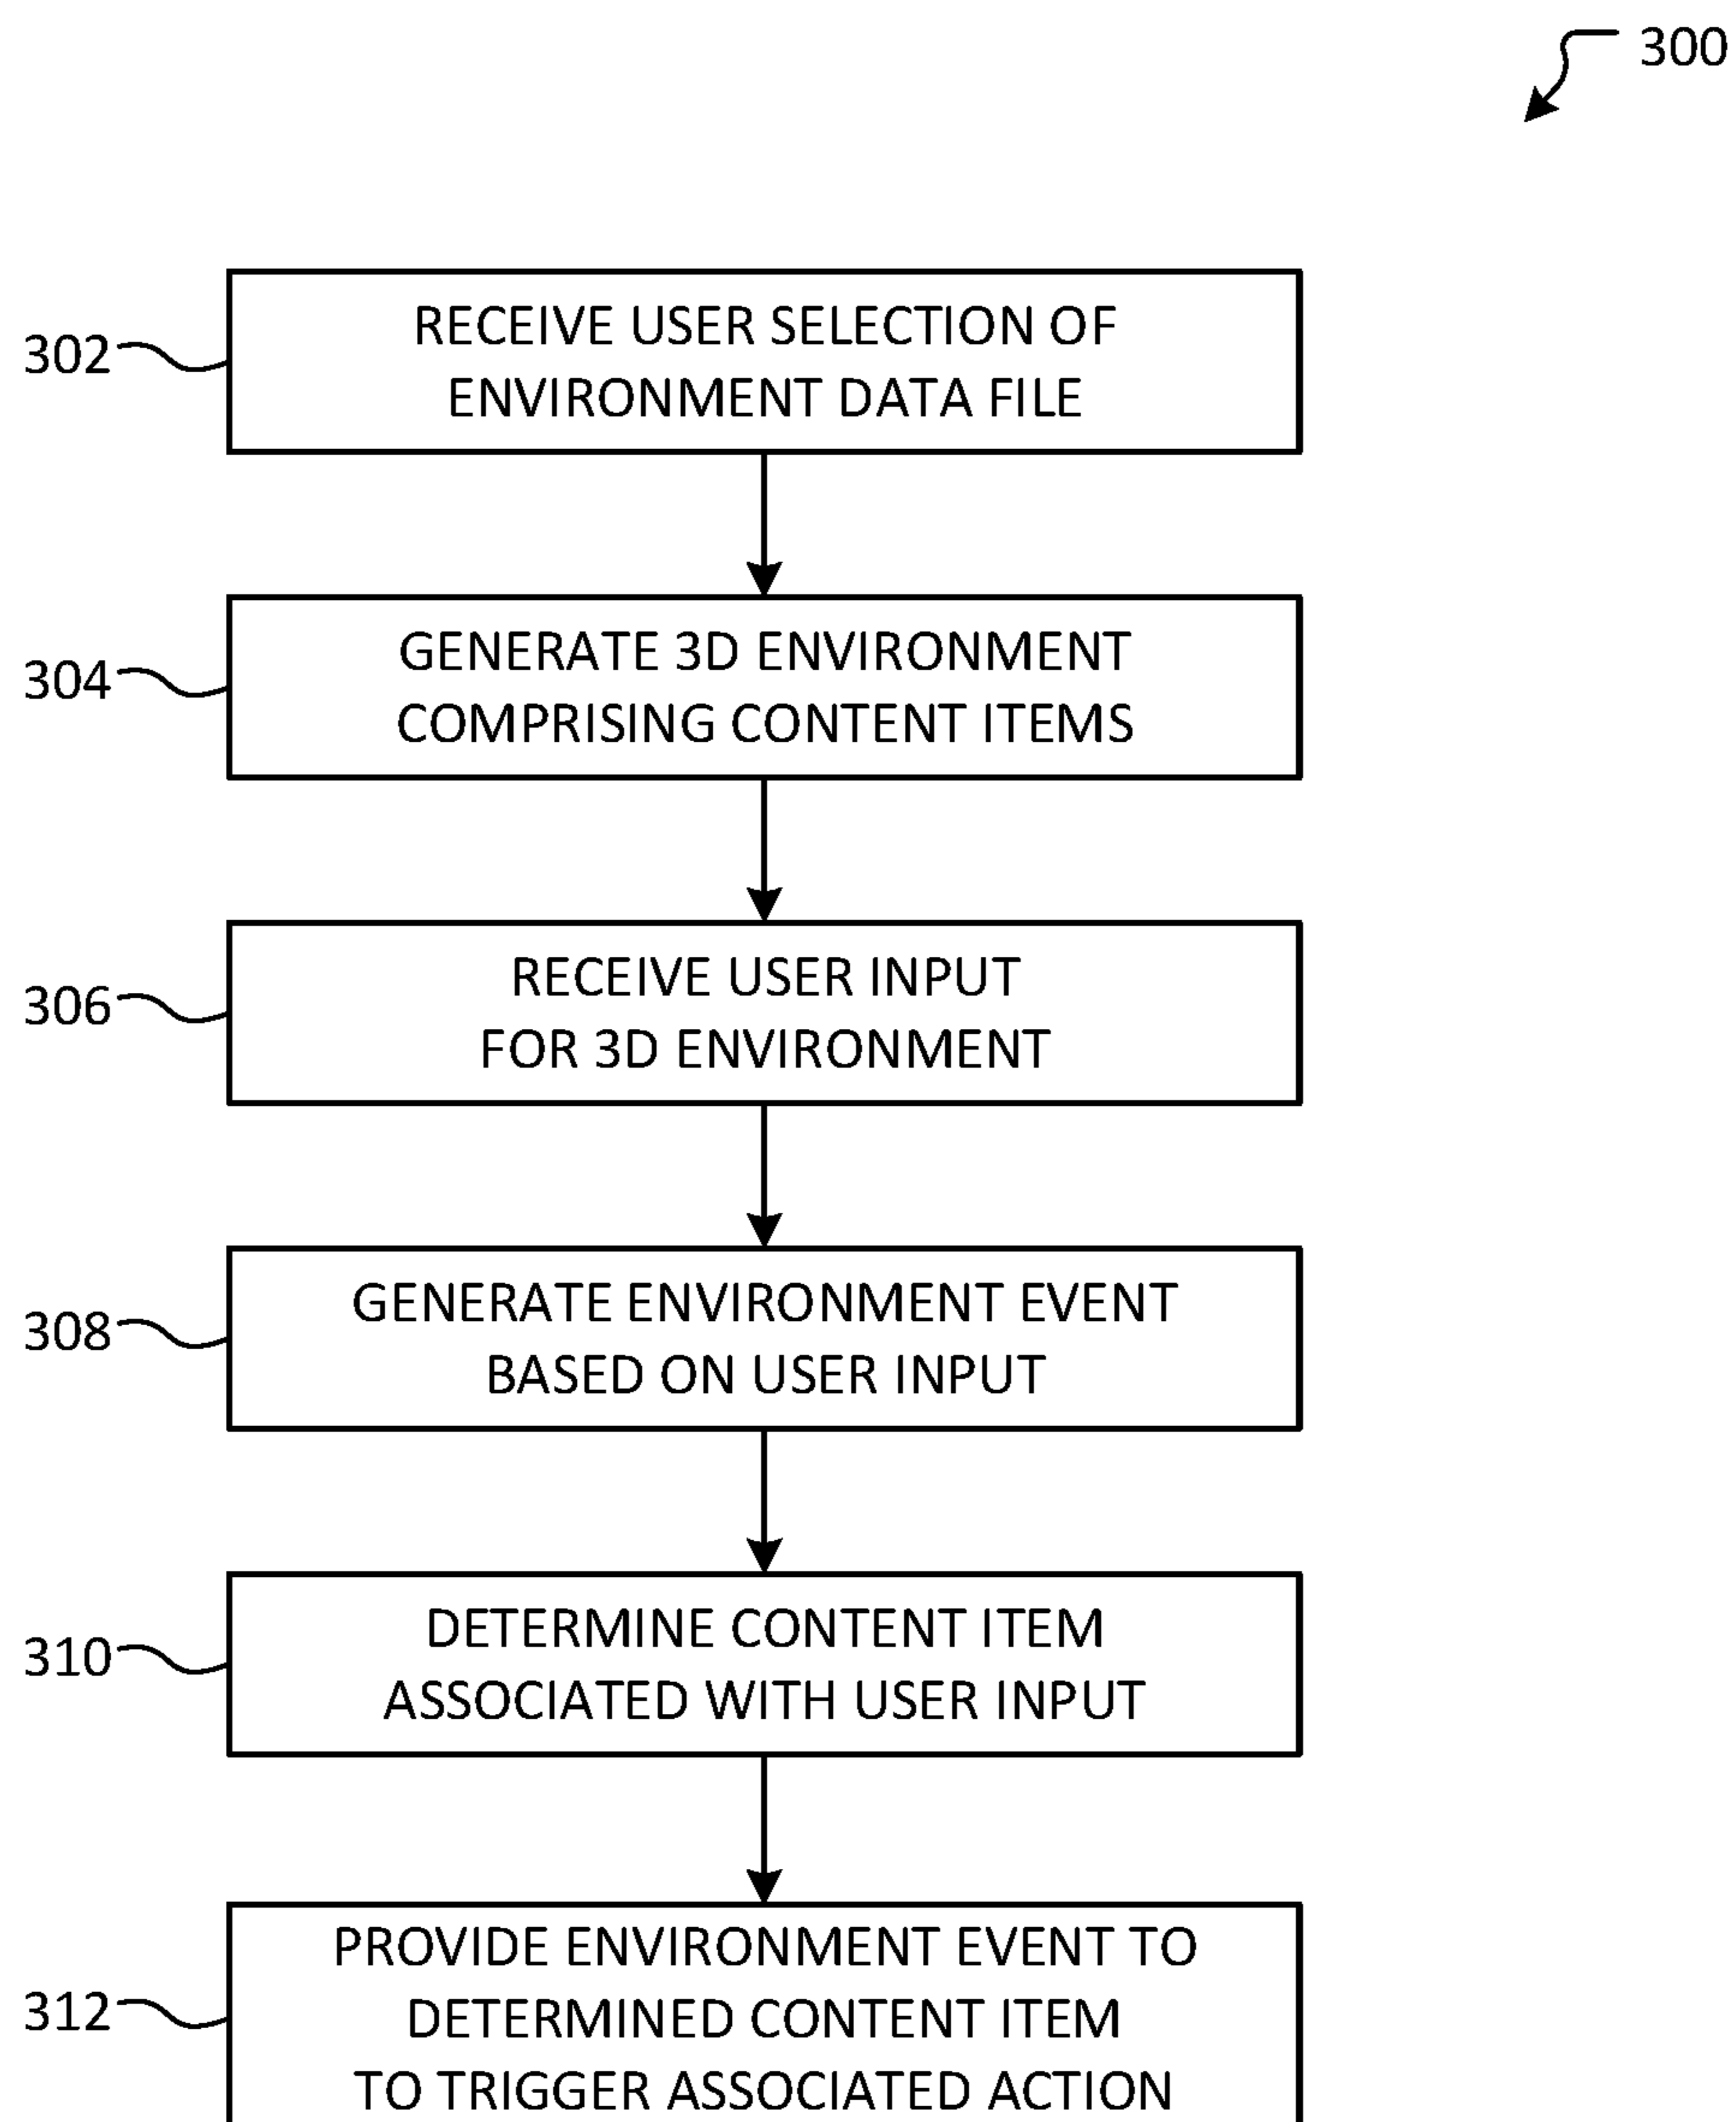 300
302
RECEIVE USER SELECTION OF
ENVIRONMENT DATA FILE
304
GENERATE 3D ENVIRONMENT
COMPRISING CONTENT ITEMS
306
RECEIVE USER INPUT
FOR 3D ENVIRONMENT
308
GENERATE ENVIRONMENT EVENT
BASED ON USER INPUT
310
DETERMINE CONTENT ITEM
ASSOCIATED WITH USER INPUT
312
PROVIDE ENVIRONMENT EVENT TO
DETERMINED CONTENT ITEM
TO TRIGGER ASSOCIATED ACTION